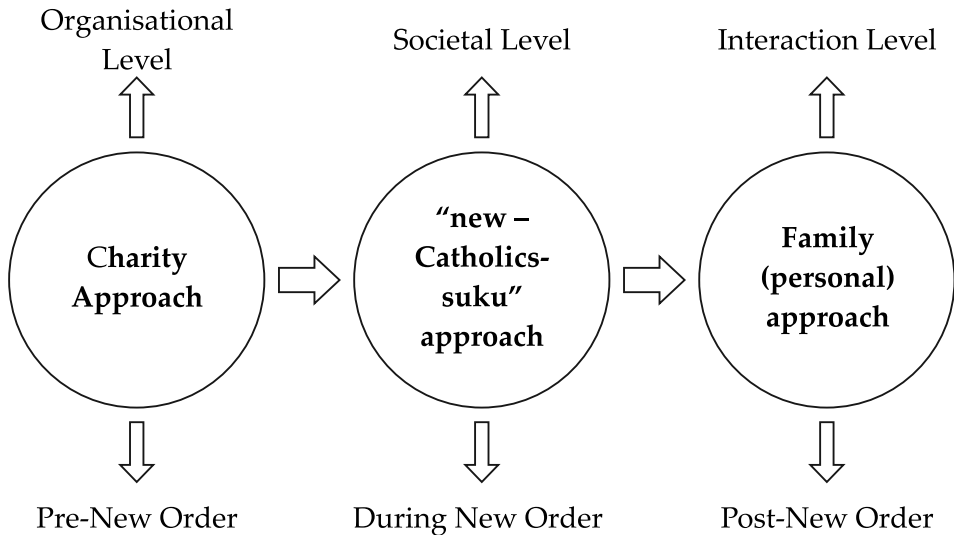 Organisational
Level
Societal Level
Interaction Level
Charity
Approach
“new –
Catholics-
suku”
approach
Family
(personal)
approach
Pre-New Order
During New Order
Post-New Order